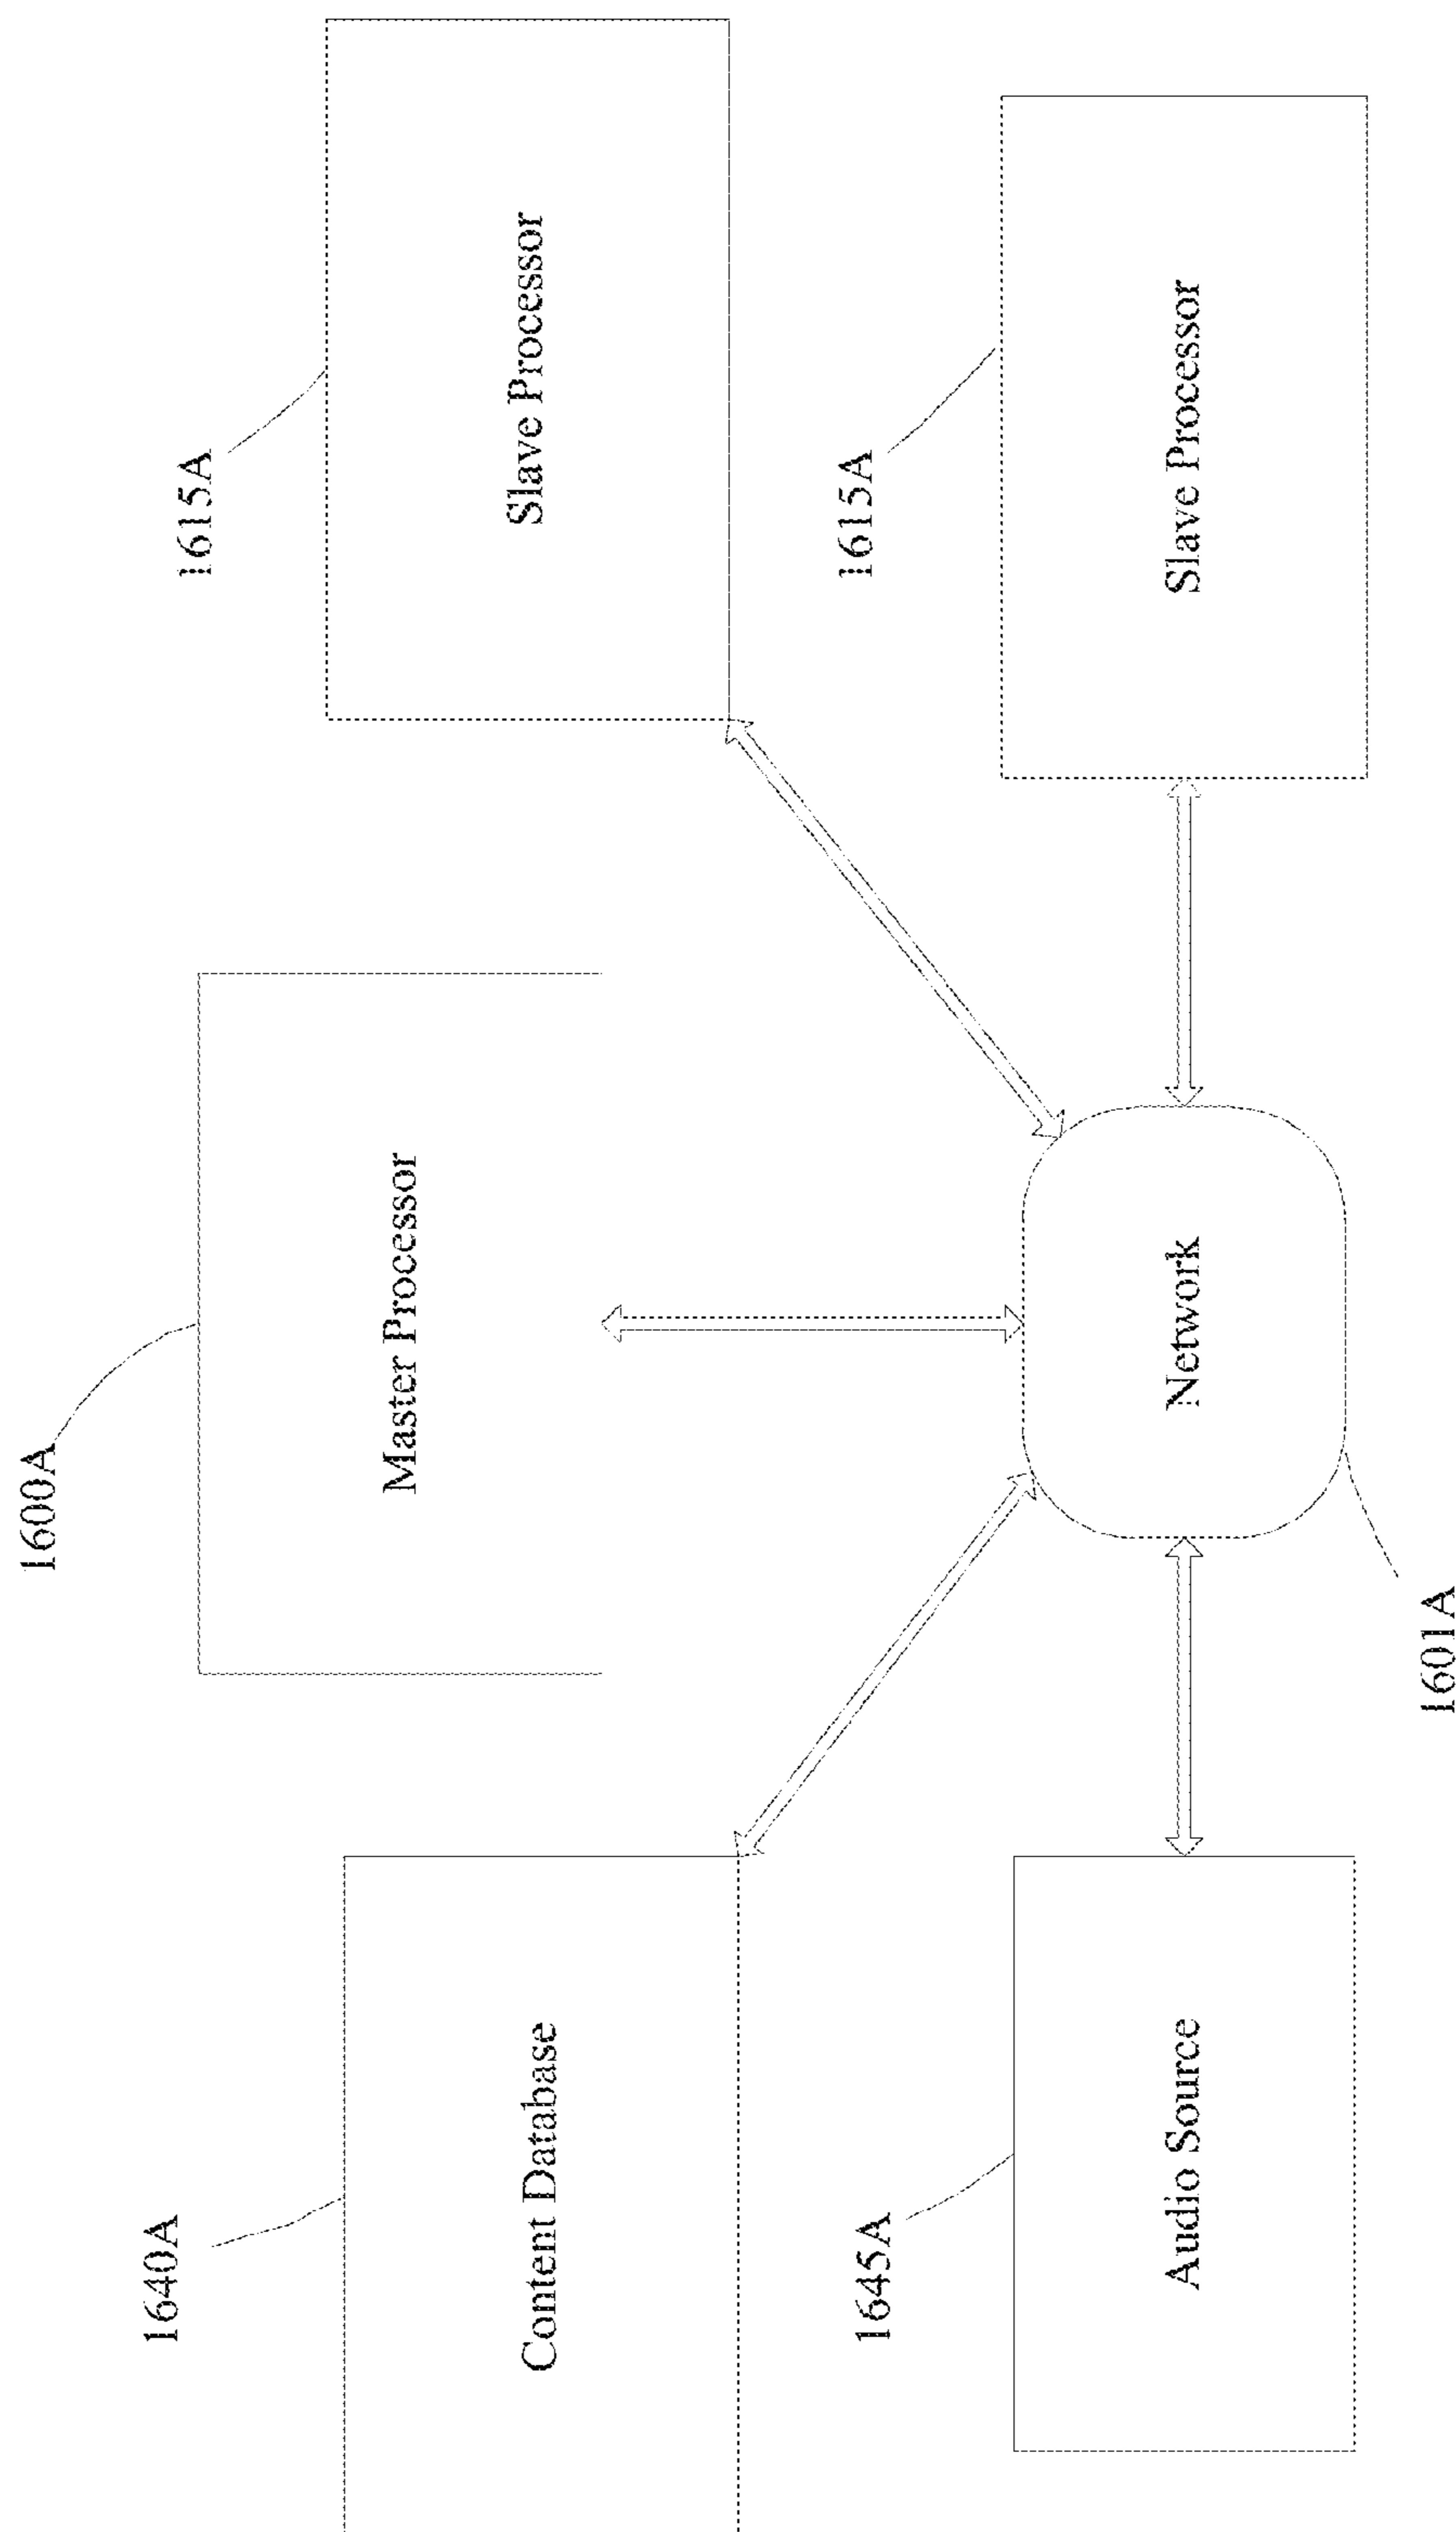 1600A
Master Processor
1640A
Content Database
1615A
Slave Processor
1645A
Audio Source
Network
1601A
1615A
Slave Processor